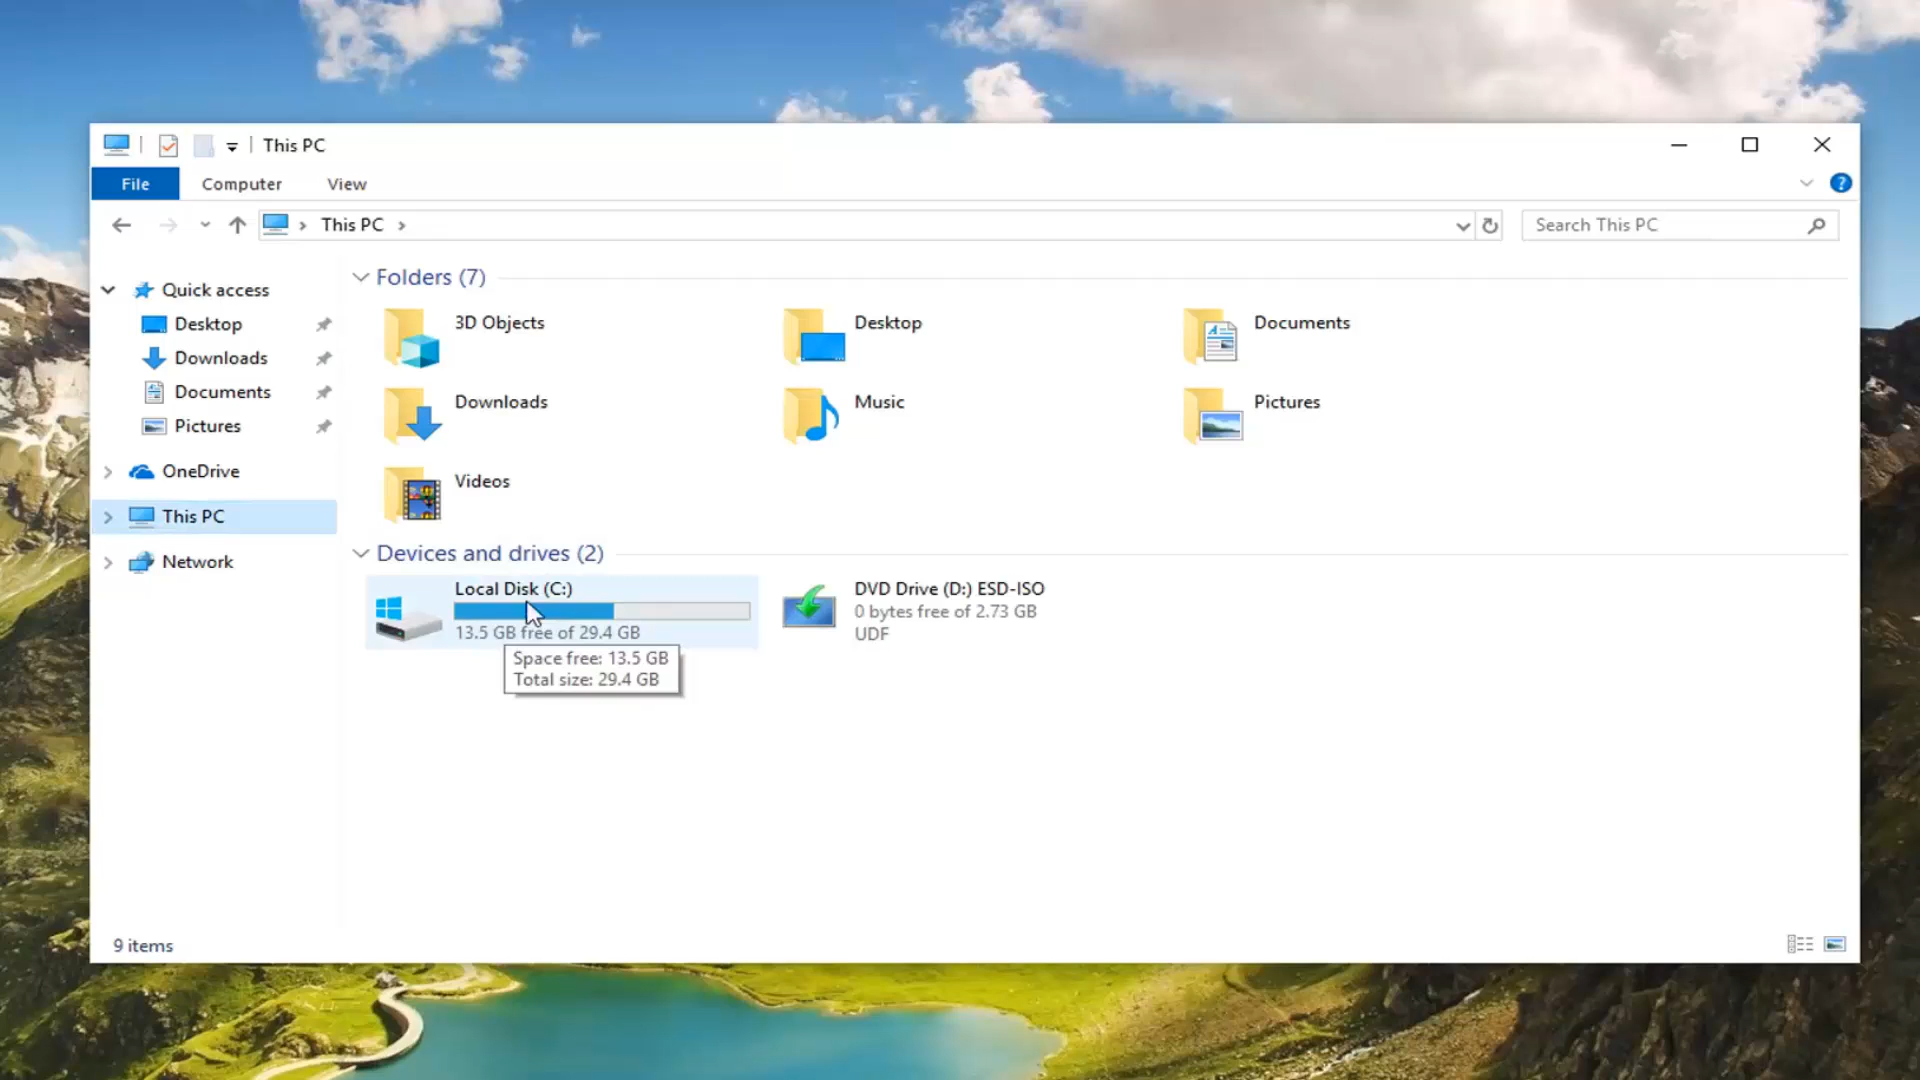 This PC
File
Computer
View
This PC
Search This PC
Quick access
Desktop
Downloads
Documents
Pictures
OneDrive
This PC
Network
Folders (7)
3D Objects
Desktop
Documents
Downloads
Music
Pictures
Videos
Devices and drives (2)
Local Disk (C:)
13.5 GB free of 29.4 GB
Space free: 13.5 GB
Total size: 29.4 GB
DVD Drive (D:) ESD-ISO
0 bytes free of 2.73 GB
UDF
9 items